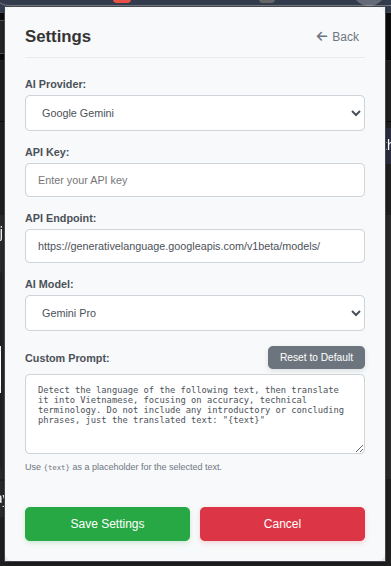 Settings
← Back
AI Provider:
Google Gemini
API Key:
Enter your API key
API Endpoint:
https://generativelanguage.googleapis.com/v1beta/models/
AI Model:
Gemini Pro
Custom Prompt:
Reset to Default
Detect the language of the following text, then translate
it into Vietnamese, focusing on accuracy, technical
terminology. Do not include any introductory or concluding
phrases, just the translated text: "{text}"
Use {text} as a placeholder for the selected text.
Save Settings
Cancel